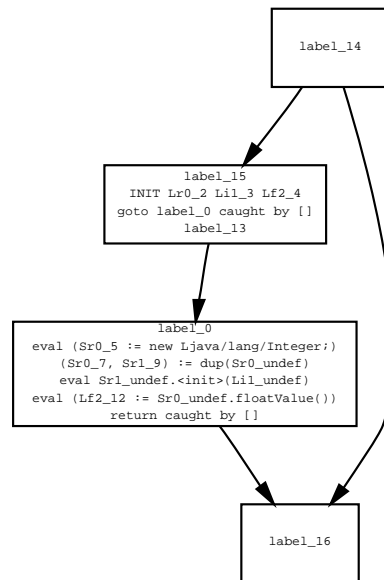 label_14
label_15
INIT Lr0_2 Li1_3 Lf2_4
goto label_0 caught by []
label_13
label_0
eval (Sr0_5 := new Ljava/lang/Integer;)
(Sr0_7, Sr1_9) := dup(Sr0_undef)
eval Sr1_undef.<init>(Li1_undef)
eval (Lf2_12 := Sr0_undef.floatValue())
return caught by []
label_16